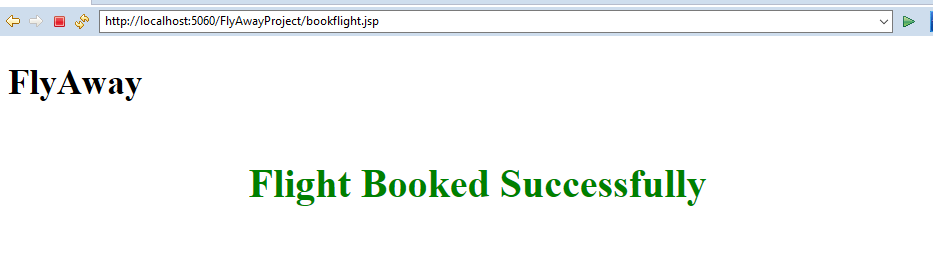 http://localhost:5060/FlyAwayProject/bookflight.jsp
FlyAway
Flight Booked Successfully